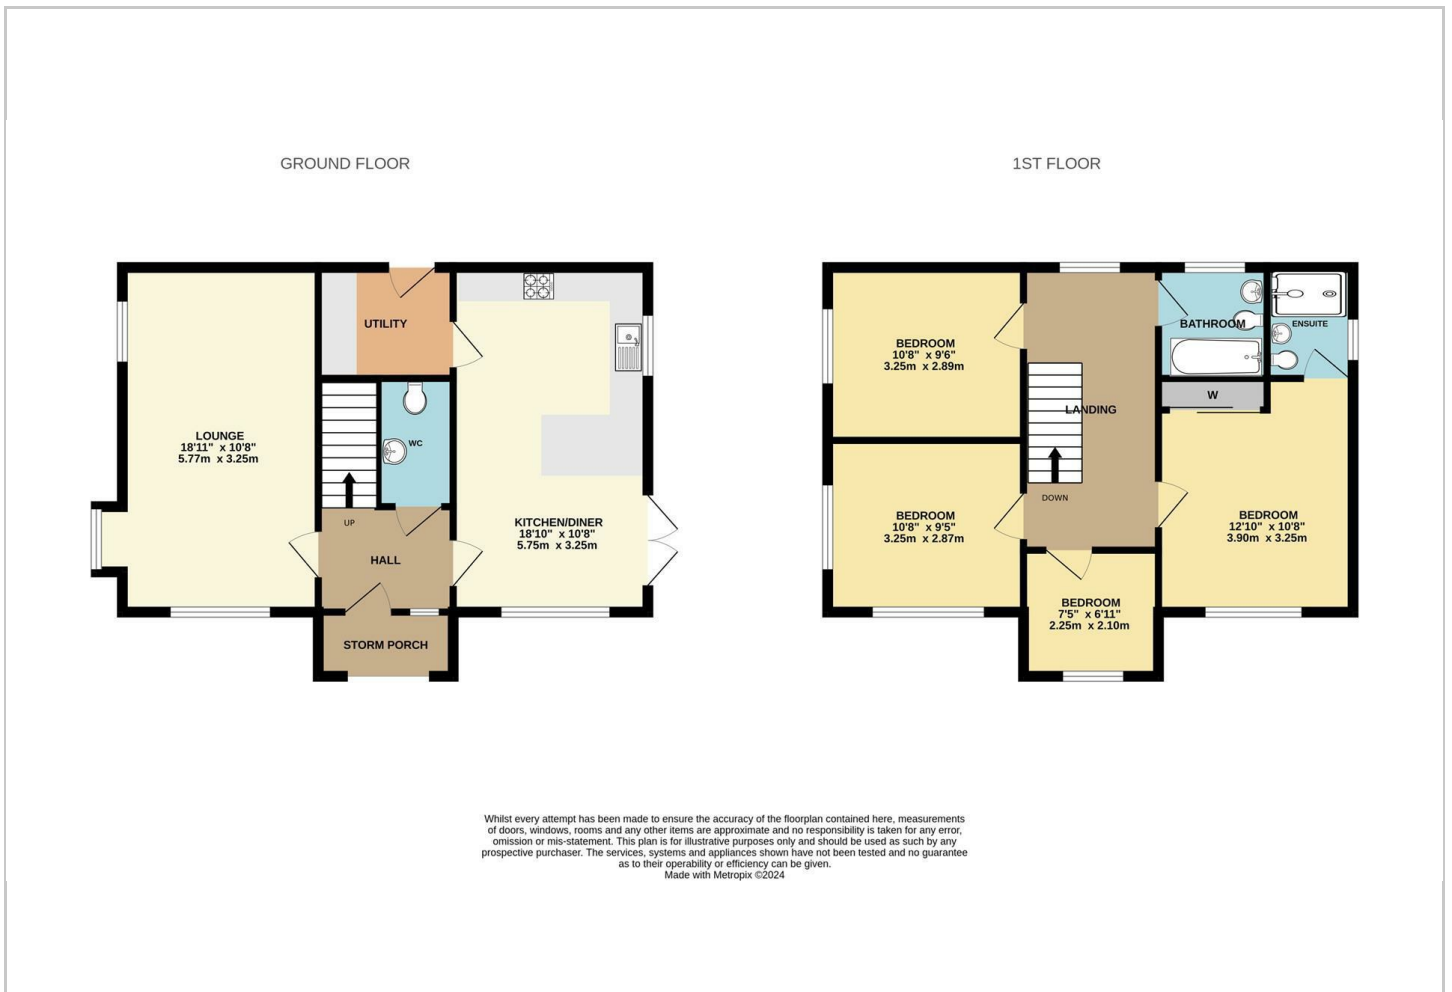 GROUND FLOOR
UTILITY
LOUNGE
18'11" x 10'8"
5.77m x 3.25m
WC
UP
KITCHEN/DINER
18'10" x 10'8"
5.75m x 3.25m
HALL
STORM PORCH
1ST FLOOR
BATHROOM
ENSUITE
BEDROOM
10'8" x 9'6"
3.25m x 2.89m
W
LANDING
DOWN
BEDROOM
10'8" x 9'5"
3.25m x 2.87m
BEDROOM
12'10" x 10'8"
3.90m x 3.25m
BEDROOM
7'5" x 6'11"
2.25m x 2.10m
Whilst every attempt has been made to ensure the accuracy of the floorplan contained here, measurements
of doors, windows, rooms and any other items are approximate and no responsibility is taken for any error,
omission or mis-statement. This plan is for illustrative purposes only and should be used as such by any
prospective purchaser. The services, systems and appliances shown have not been tested and no guarantee
as to their operability or efficiency can be given.
Made with Metropix ©2024